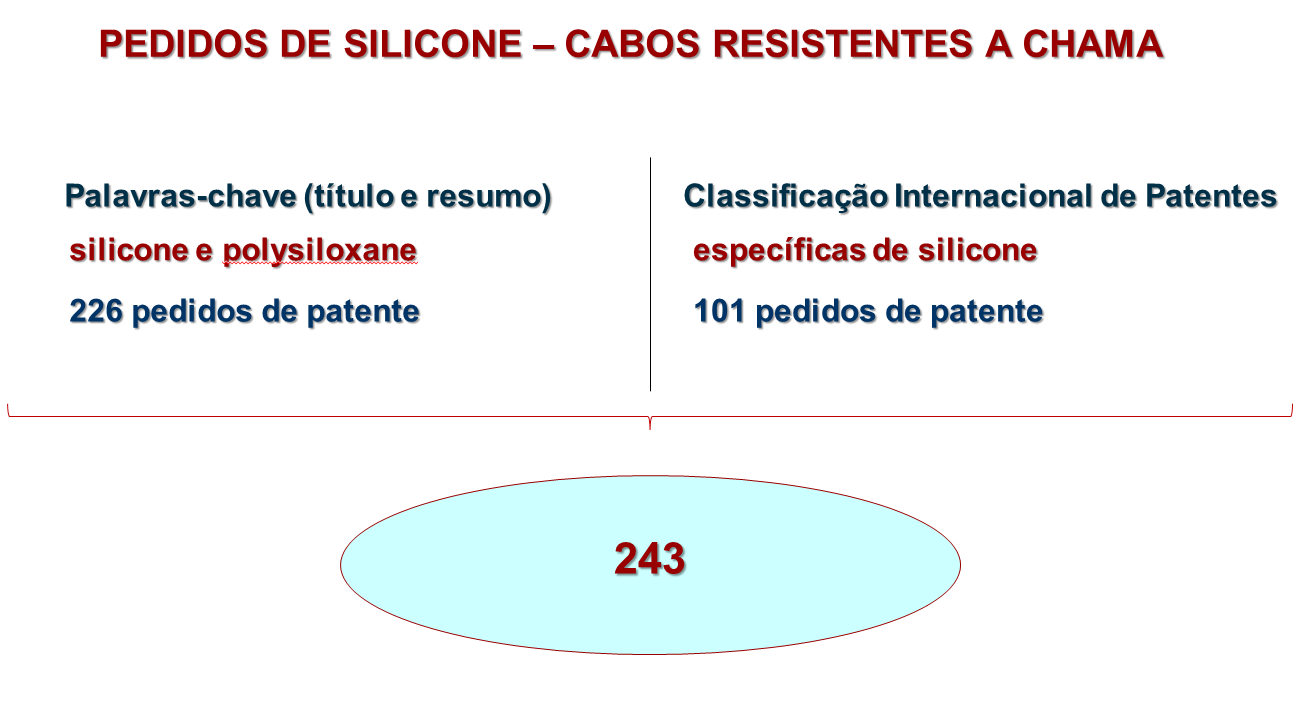 PEDIDOS DE SILICONE – CABOS RESISTENTES A CHAMA
Palavras-chave (título e resumo)
silicone e polysiloxane
226 pedidos de patente
Classificação Internacional de Patentes
específicas de silicone
101 pedidos de patente
243